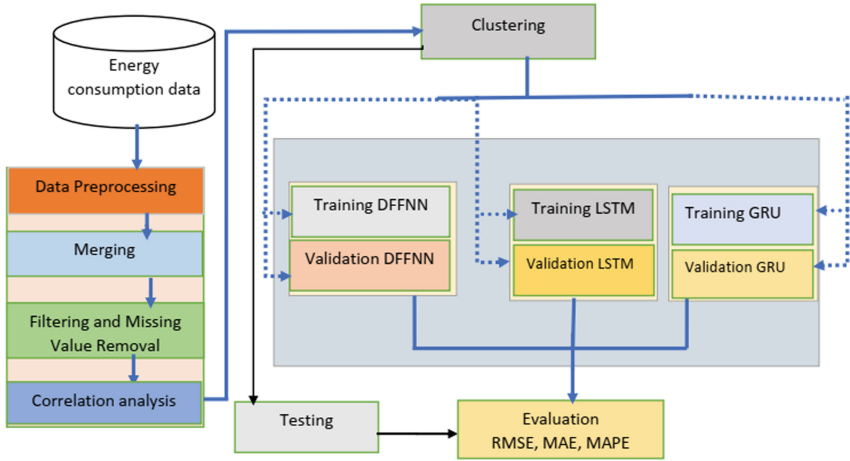 Energy
consumption data
Data Preprocessing
Merging
Filtering and Missing
Value Removal
Correlation analysis
Clustering
Training DFFNN
Validation DFFNN
Training LSTM
Validation LSTM
Training GRU
Validation GRU
Testing
Evaluation
RMSE, MAE, MAPE